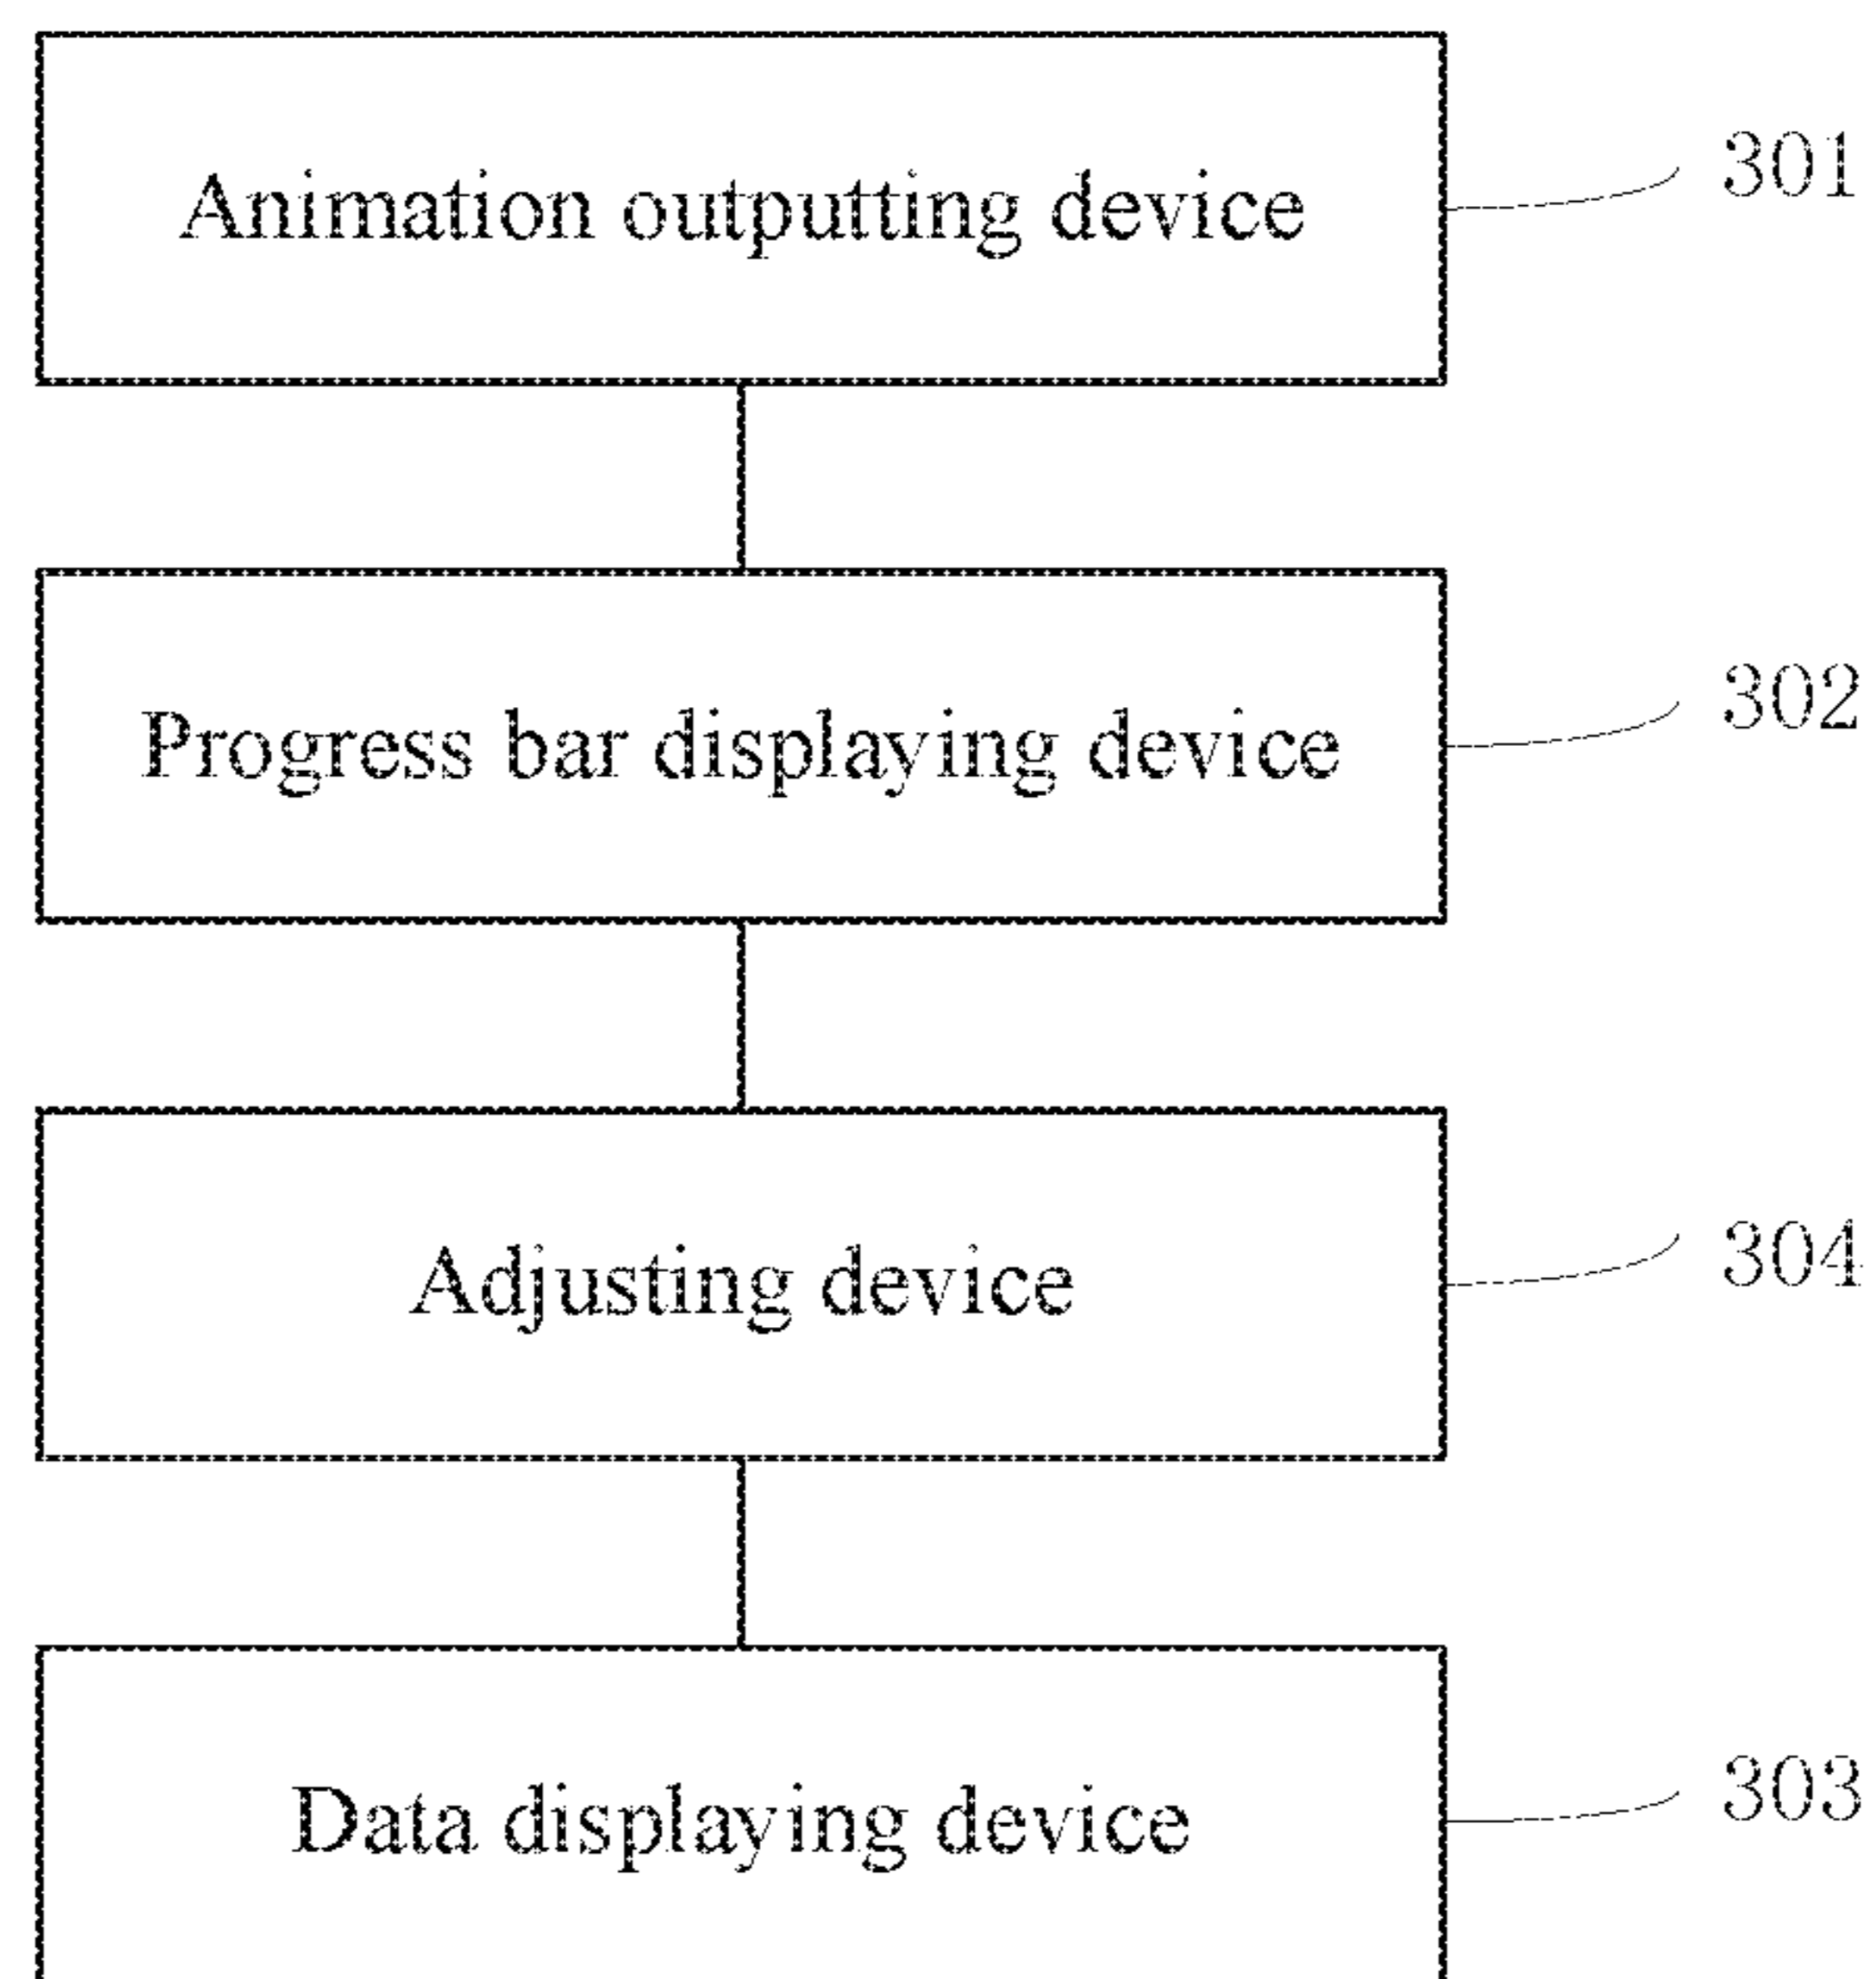 Animation outputting device
301
Progress bar displaying device
302
Adjusting device
304
Data displaying device
303